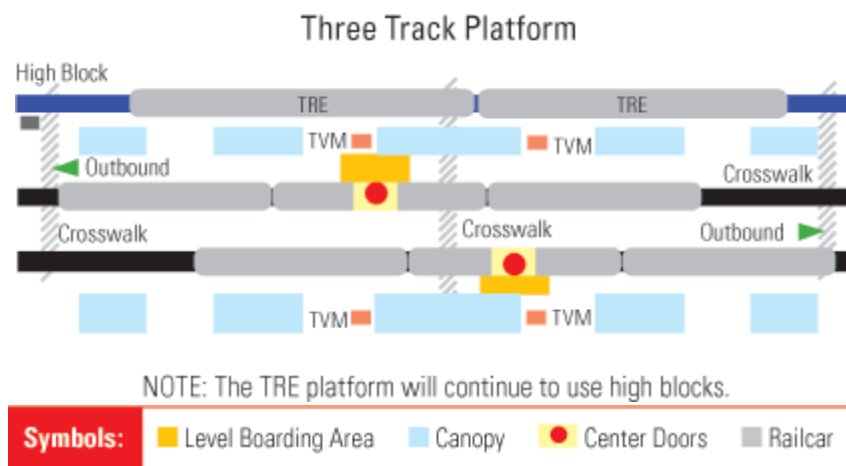 Three Track Platform
High Block
TRE TRE
TVM TVM
Outbound Crosswalk
Crosswalk Crosswalk Outbound
TVM TVM
NOTE: The TRE platform will continue to use high blocks.
Symbols: Level Boarding Area Canopy Center Doors Railcar